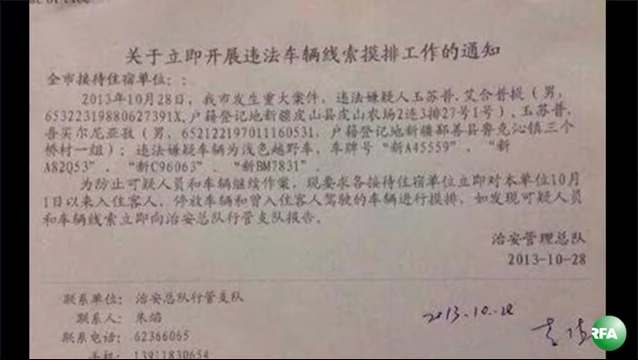 关于立即开展违法车辆线索摸排工作的通知
全市接待住宿单位：：
2013年10月28日，我市发生重大案件，违法嫌疑人玉苏普.艾合普提（男，
65322319880627391X，户籍登记地新疆皮山县皮山农场2连3排27号1号），玉苏普.
吾买尔尼亚孜（男，652122197011160531，户籍登记地新疆鄯善县鲁克沁镇三个
桥村一组）；违法嫌疑车辆为浅色越野车，车牌号“新A45559”、“新
A82Q53”、“新C96063”、“新BM7831”．
为防止可疑人员和车辆继续作案，现要求各接待住宿单位立即对本单位10月
1日以来入住客人，停放车辆和曾入住客人驾驶的车辆进行摸排，如发现可疑人员
和车辆线索立即向治安总队行管支队报告。
治安管理总队
2013-10-28
联系单位：治安总队行管支队
联系人：朱焰
联系电话：62366065
手机：13911830654
2013.10.28
RFA